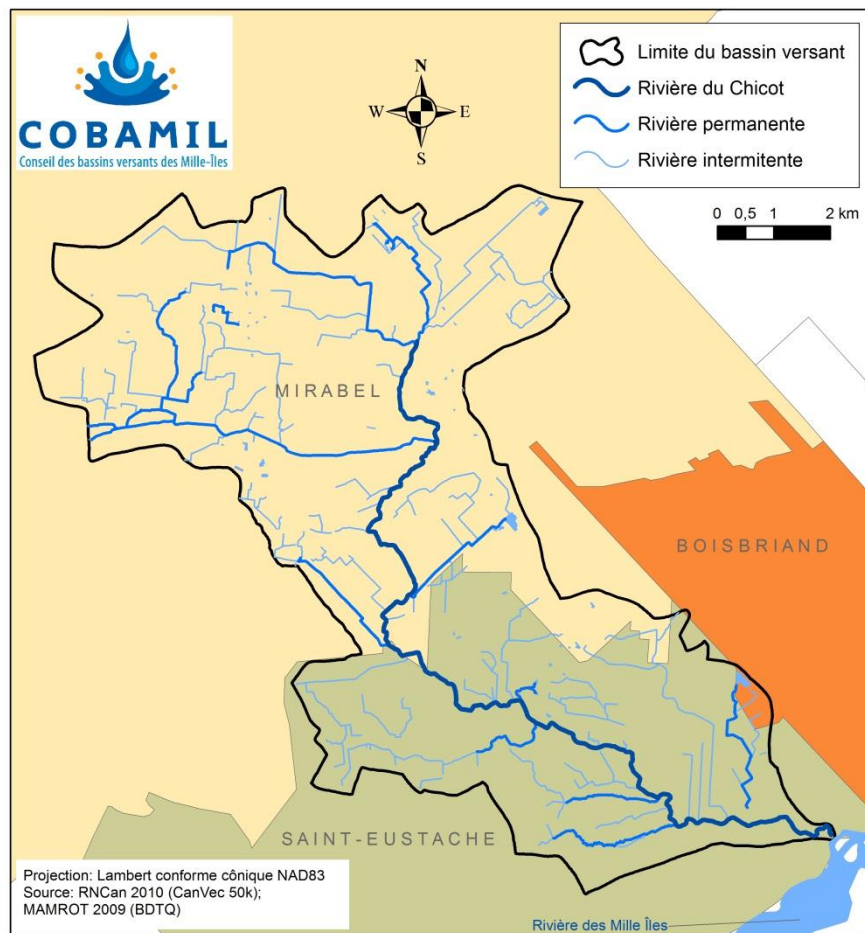 COBAMIL
Conseil des bassins versants des Mille-Îles
N
W
E
S
Limite du bassin versant
Rivière du Chicot
Rivière permanente
Rivière intermitente
0 0,5 1 2 km
MIRABEL
BOISBRIAND
SAINT-EUSTACHE
Projection: Lambert conforme cônique NAD83
Source: RNCan 2010 (CanVec 50k);
MAMROT 2009 (BDTQ)
Rivière des Mille Îles